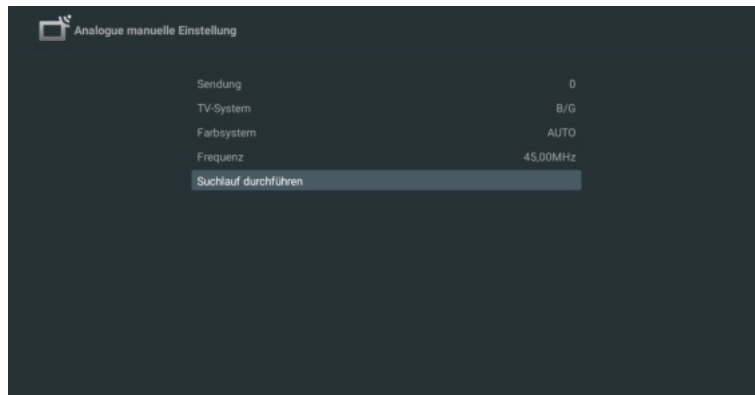 Analogue manuelle Einstellung
Sendung 0
TV-System B/G
Farbsystem AUTO
Frequenz 45,00MHz
Suchlauf durchführen